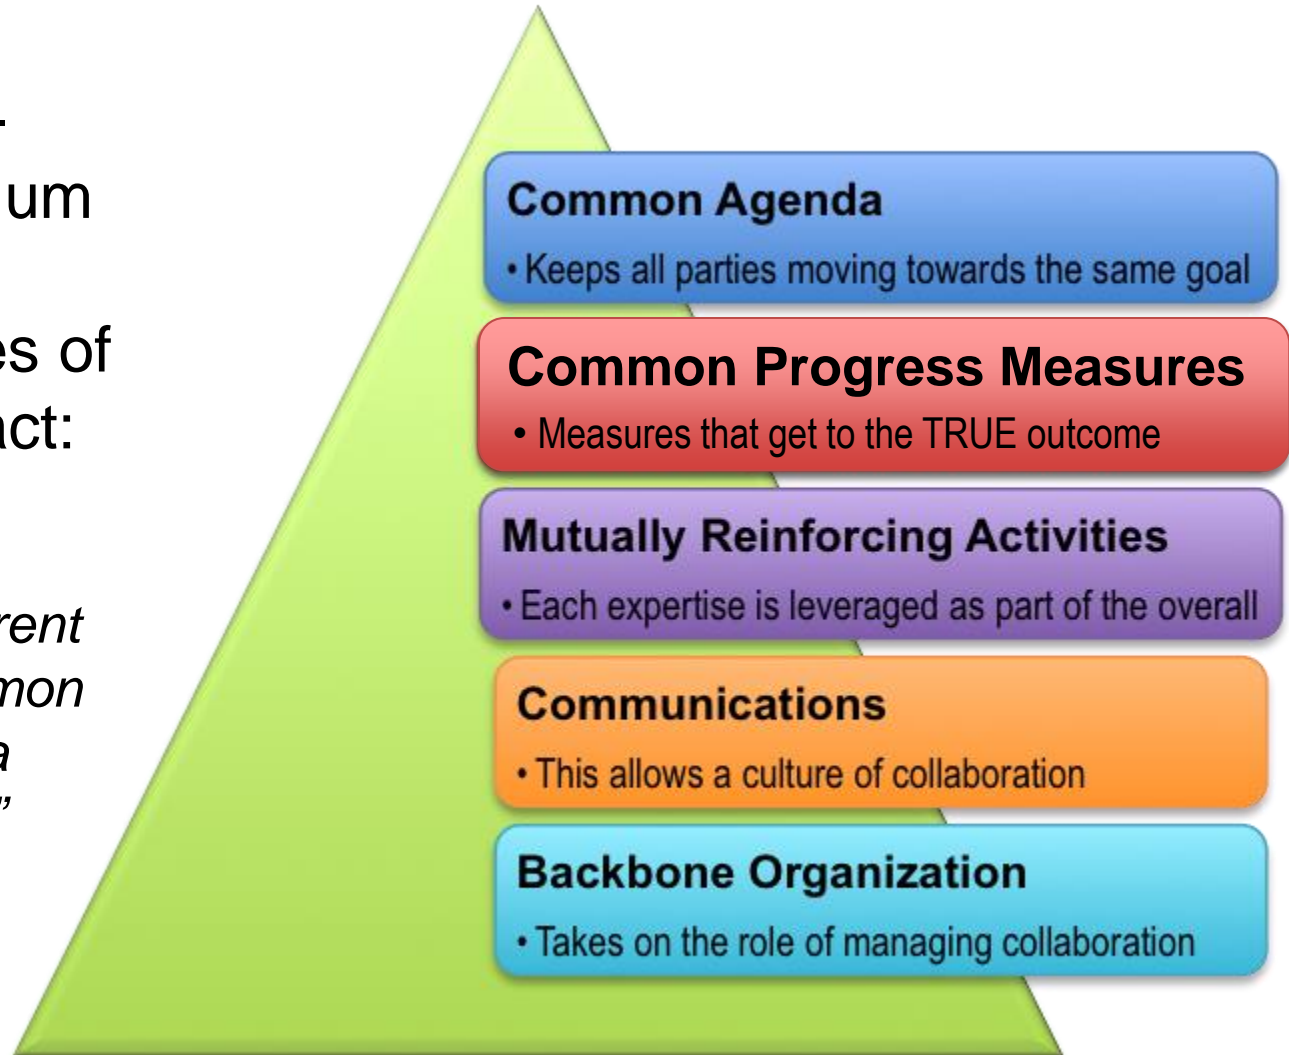 um
es of
act:
rent
mon
a
”
Common Agenda
• Keeps all parties moving towards the same goal
Common Progress Measures
• Measures that get to the TRUE outcome
Mutually Reinforcing Activities
• Each expertise is leveraged as part of the overall
Communications
• This allows a culture of collaboration
Backbone Organization
• Takes on the role of managing collaboration